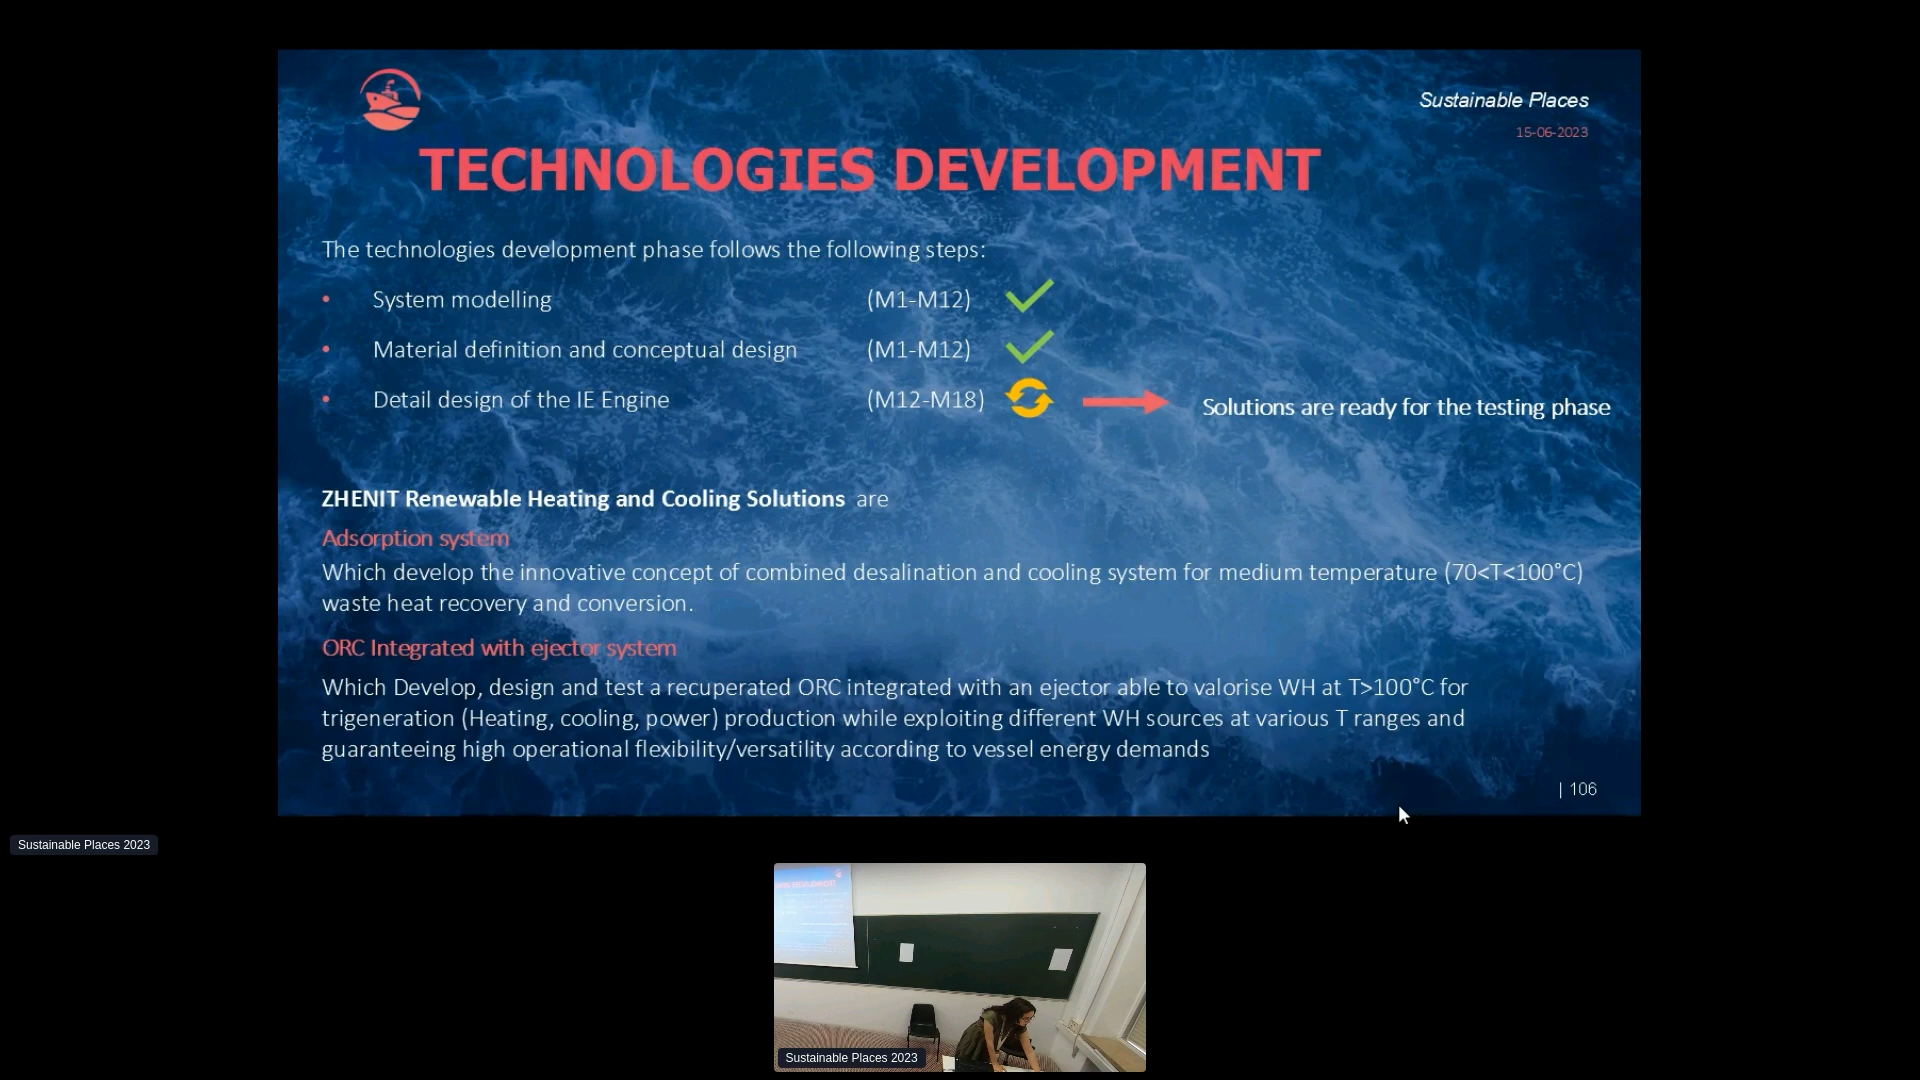 Sustainable Places
15-06-2023
TECHNOLOGIES DEVELOPMENT
The technologies development phase follows the following steps:
• System modelling (M1-M12)
• Material definition and conceptual design (M1-M12)
• Detail design of the IE Engine (M12-M18)
Solutions are ready for the testing phase
ZHENIT Renewable Heating and Cooling Solutions are
Adsorption system
Which develop the innovative concept of combined desalination and cooling system for medium temperature (70<T<100°C)
waste heat recovery and conversion.
ORC Integrated with ejector system
Which Develop, design and test a recuperated ORC integrated with an ejector able to valorise WH at T>100°C for
trigeneration (Heating, cooling, power) production while exploiting different WH sources at various T ranges and
guaranteeing high operational flexibility/versatility according to vessel energy demands
| 106
Sustainable Places 2023
Sustainable Places 2023